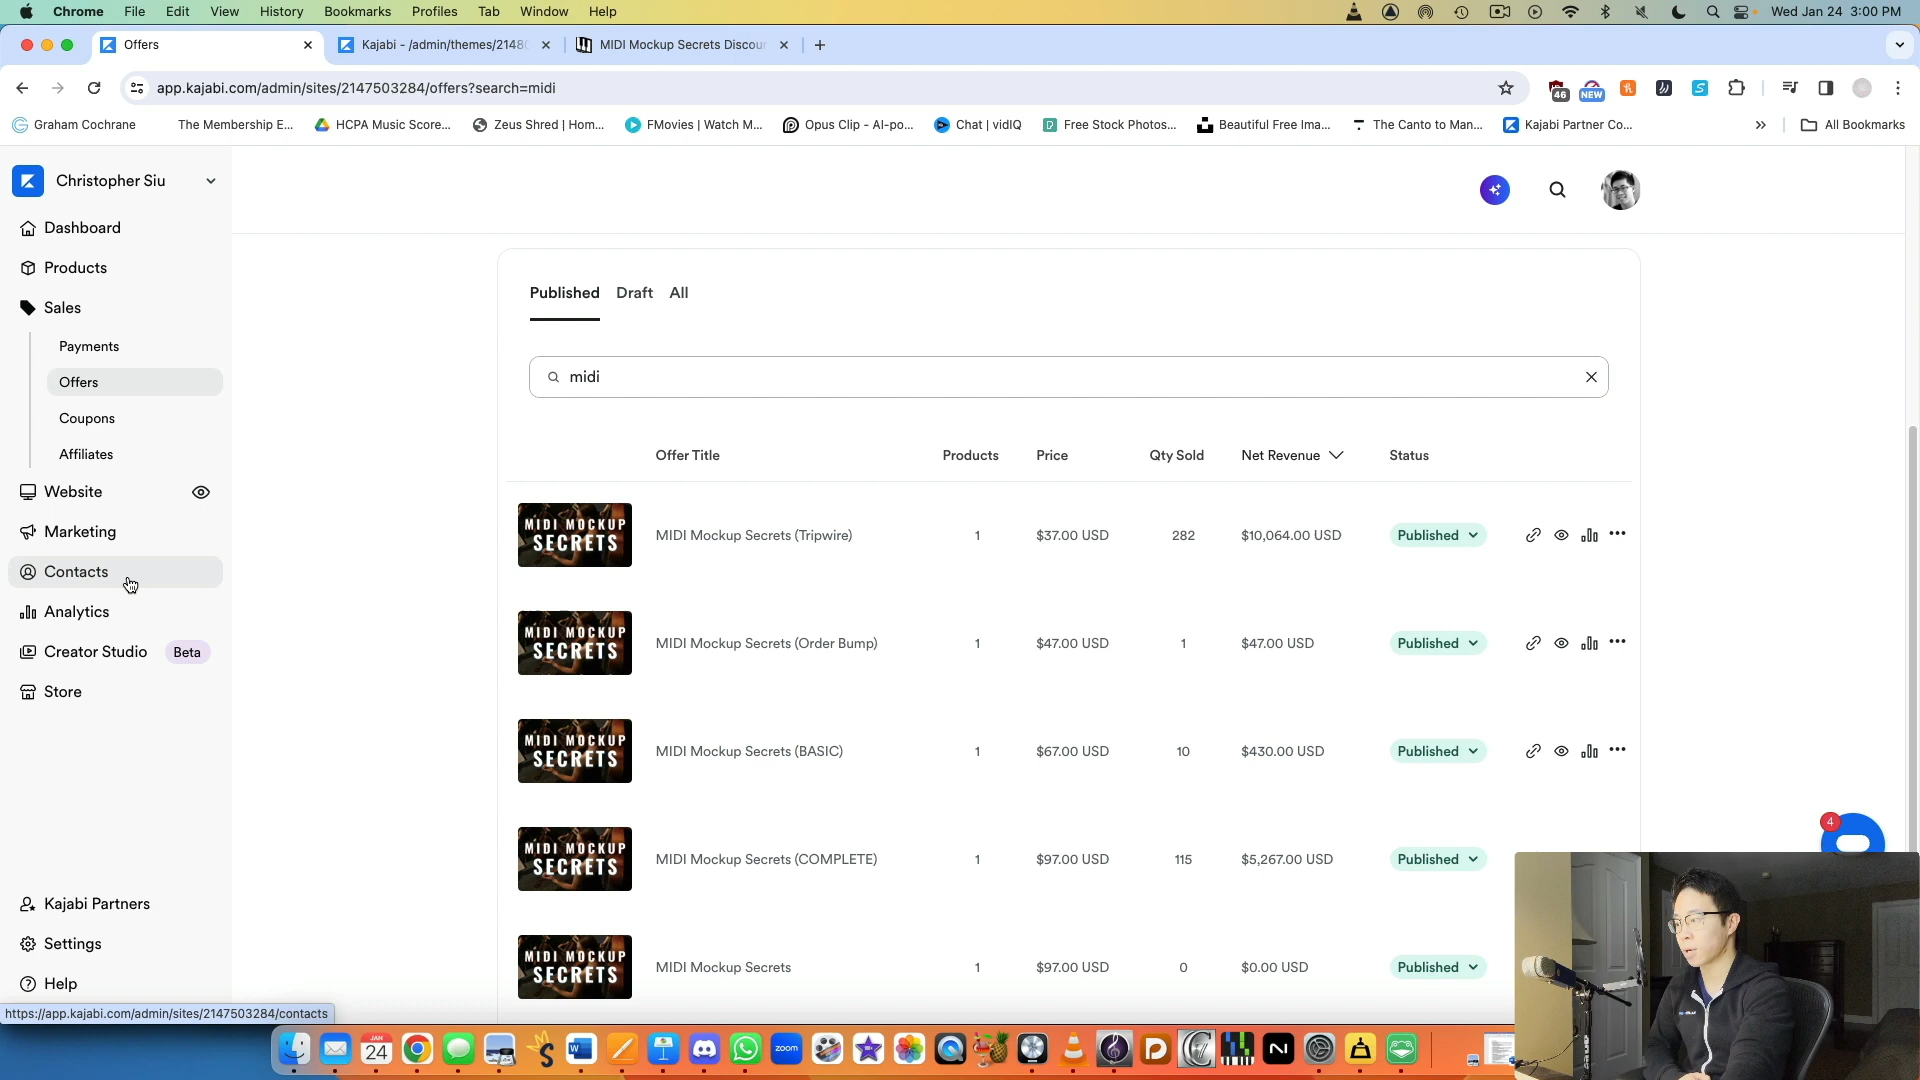 Chrome File Edit View History Bookmarks Profiles Tab Window Help Wed Jan 24 3:00 PM
Offers Kajabi - /admin/themes/2148 MIDI Mockup Secrets Discou
app.kajabi.com/admin/sites/2147503284/offers?search=midi 46 NEW
Graham Cochrane The Membership E... HCPA Music Score... Zeus Shred | Hom... FMovies | Watch M... Opus Clip - AI-po... Chat | vidIQ Free Stock Photos... Beautiful Free Ima... The Canto to Man... Kajabi Partner Co... » All Bookmarks
Christopher Siu
Dashboard
Products
Sales
Payments
Offers
Coupons
Affiliates
Website
Marketing
Contacts
Analytics
Creator Studio Beta
Store
Kajabi Partners
Settings
Help
https://app.kajabi.com/admin/sites/2147503284/contacts
Published Draft All
midi
Offer Title Products Price Qty Sold Net Revenue Status
MIDI MOCKUP
SECRETS
MIDI Mockup Secrets (Tripwire) 1 $37.00 USD 282 $10,064.00 USD Published
MIDI MOCKUP
SECRETS
MIDI Mockup Secrets (Order Bump) 1 $47.00 USD 1 $47.00 USD Published
MIDI MOCKUP
SECRETS
MIDI Mockup Secrets (BASIC) 1 $67.00 USD 10 $430.00 USD Published
MIDI MOCKUP
SECRETS
MIDI Mockup Secrets (COMPLETE) 1 $97.00 USD 115 $5,267.00 USD Published
MIDI MOCKUP
SECRETS
MIDI Mockup Secrets 1 $97.00 USD 0 $0.00 USD Published
4
JAN
24
zoom